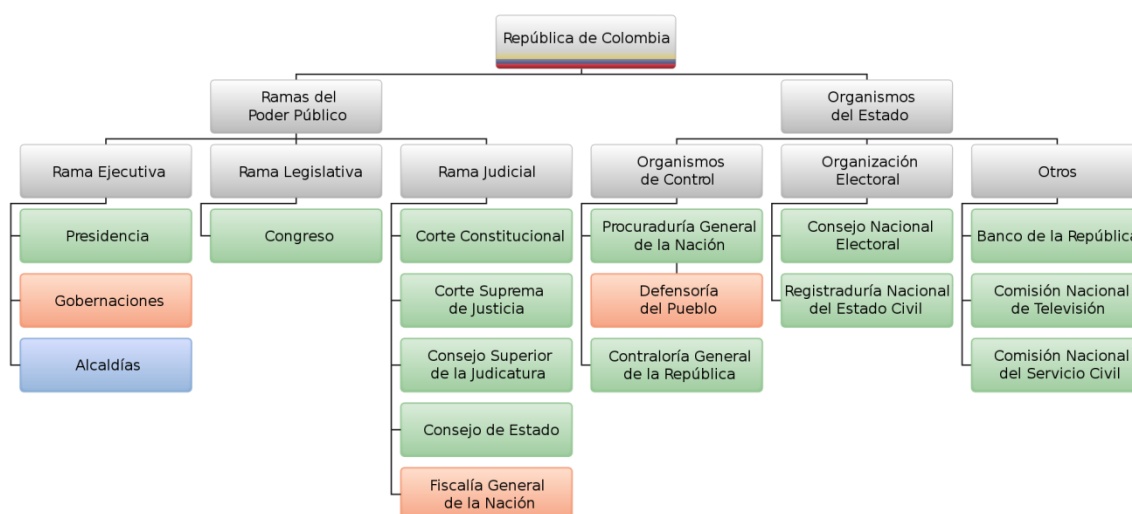 República de Colombia
Ramas del
Poder Público
Organismos
del Estado
Rama Ejecutiva
Rama Legislativa
Rama Judicial
Organismos
de Control
Organización
Electoral
Otros
Presidencia
Gobernaciones
Alcaldías
Congreso
Corte Constitucional
Corte Suprema
de Justicia
Consejo Superior
de la Judicatura
Consejo de Estado
Fiscalía General
de la Nación
Procuraduría General
de la Nación
Defensoría
del Pueblo
Contraloría General
de la República
Consejo Nacional
Electoral
Registraduría Nacional
del Estado Civil
Banco de la República
Comisión Nacional
de Televisión
Comisión Nacional
del Servicio Civil